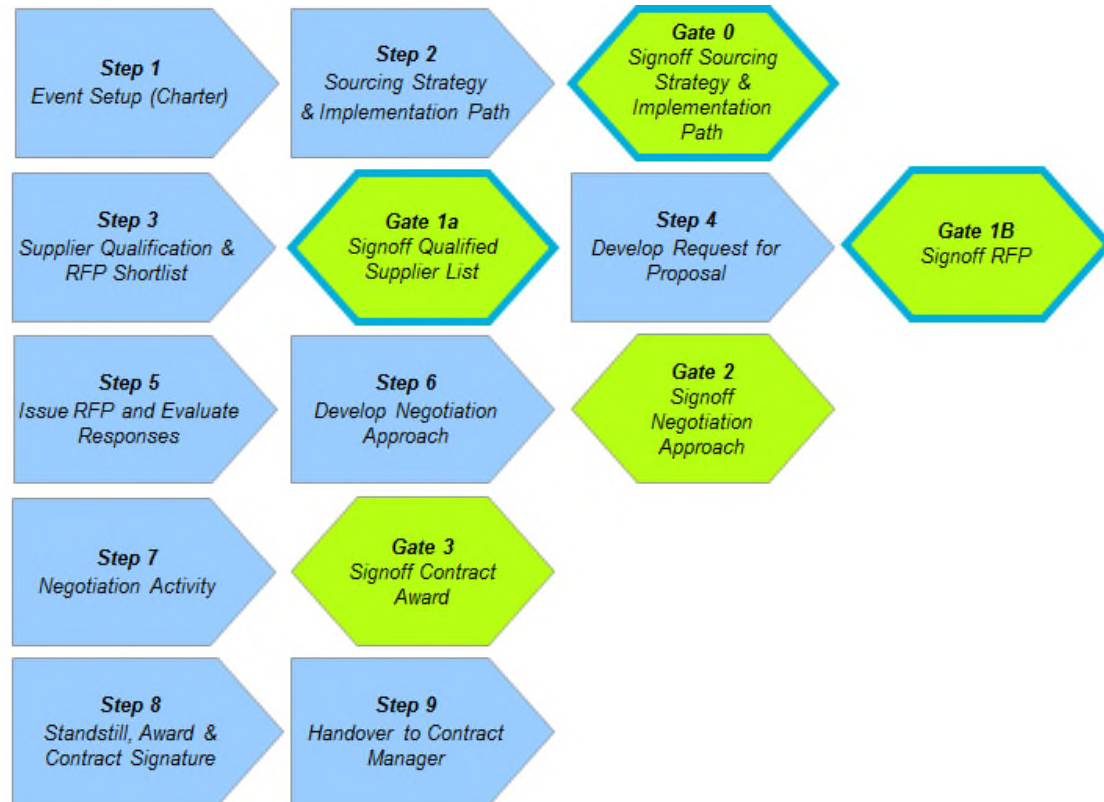 Step 1
Event Setup (Charter)
Step 2
Sourcing Strategy
& Implementation Path
Gate 0
Signoff Sourcing
Strategy &
Implementation
Path
Step 3
Supplier Qualification &
RFP Shortlist
Gate 1a
Signoff Qualified
Supplier List
Step 4
Develop Request for
Proposal
Gate 1B
Signoff RFP
Step 5
Issue RFP and Evaluate
Responses
Step 6
Develop Negotiation
Approach
Gate 2
Signoff
Negotiation
Approach
Step 7
Negotiation Activity
Gate 3
Signoff Contract
Award
Step 8
Standstill, Award &
Contract Signature
Step 9
Handover to Contract
Manager